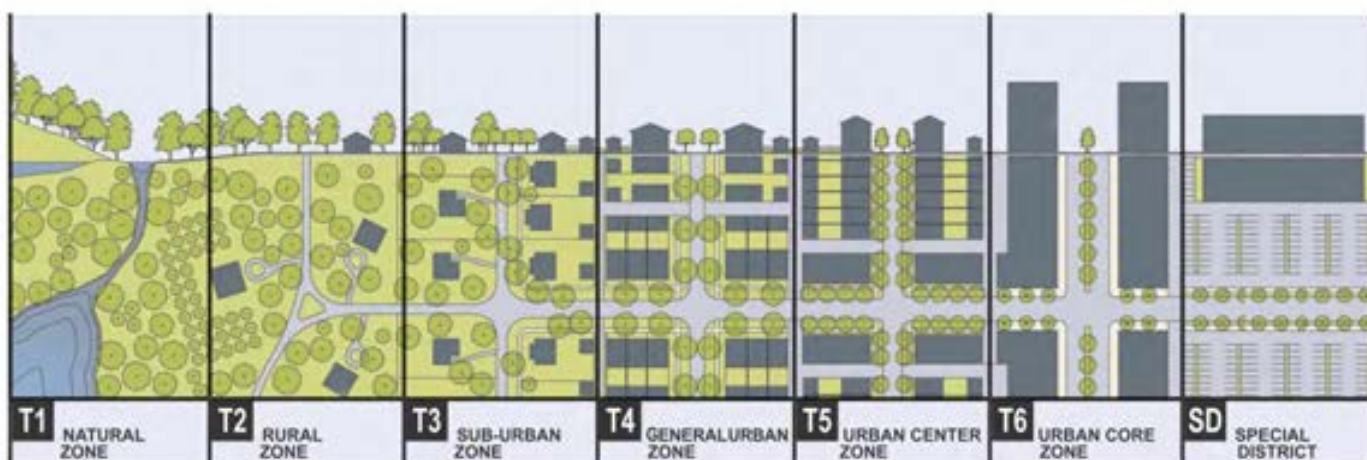 T1 NATURAL
ZONE
T2 RURAL
ZONE
T3 SUB-URBAN
ZONE
T4 GENERALURBAN
ZONE
T5 URBAN CENTER
ZONE
T6 URBAN CORE
ZONE
SD SPECIAL
DISTRICT